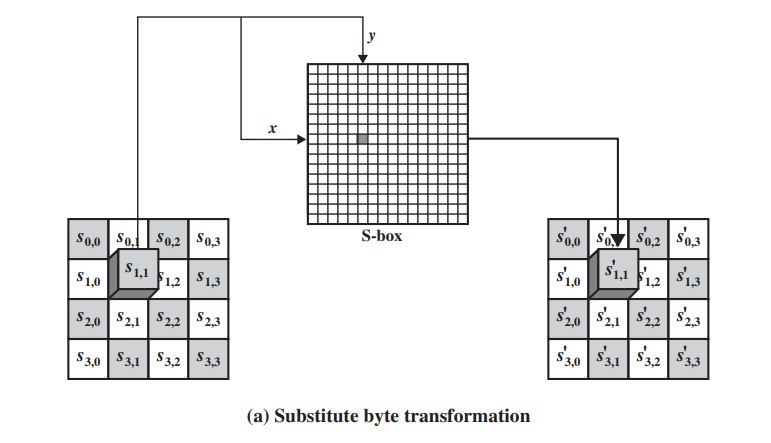 y
x
S-box
s0,0 s0,1 s0,2 s0,3
s1,0 s1,1 s1,2 s1,3
s2,0 s2,1 s2,2 s2,3
s3,0 s3,1 s3,2 s3,3
s'0,0 s'0, s'0,2 s'0,3
s'1,0 s'1,1 s'1,2 s'1,3
s'2,0 s'2,1 s'2,2 s'2,3
s'3,0 s'3,1 s'3,2 s'3,3
(a) Substitute byte transformation